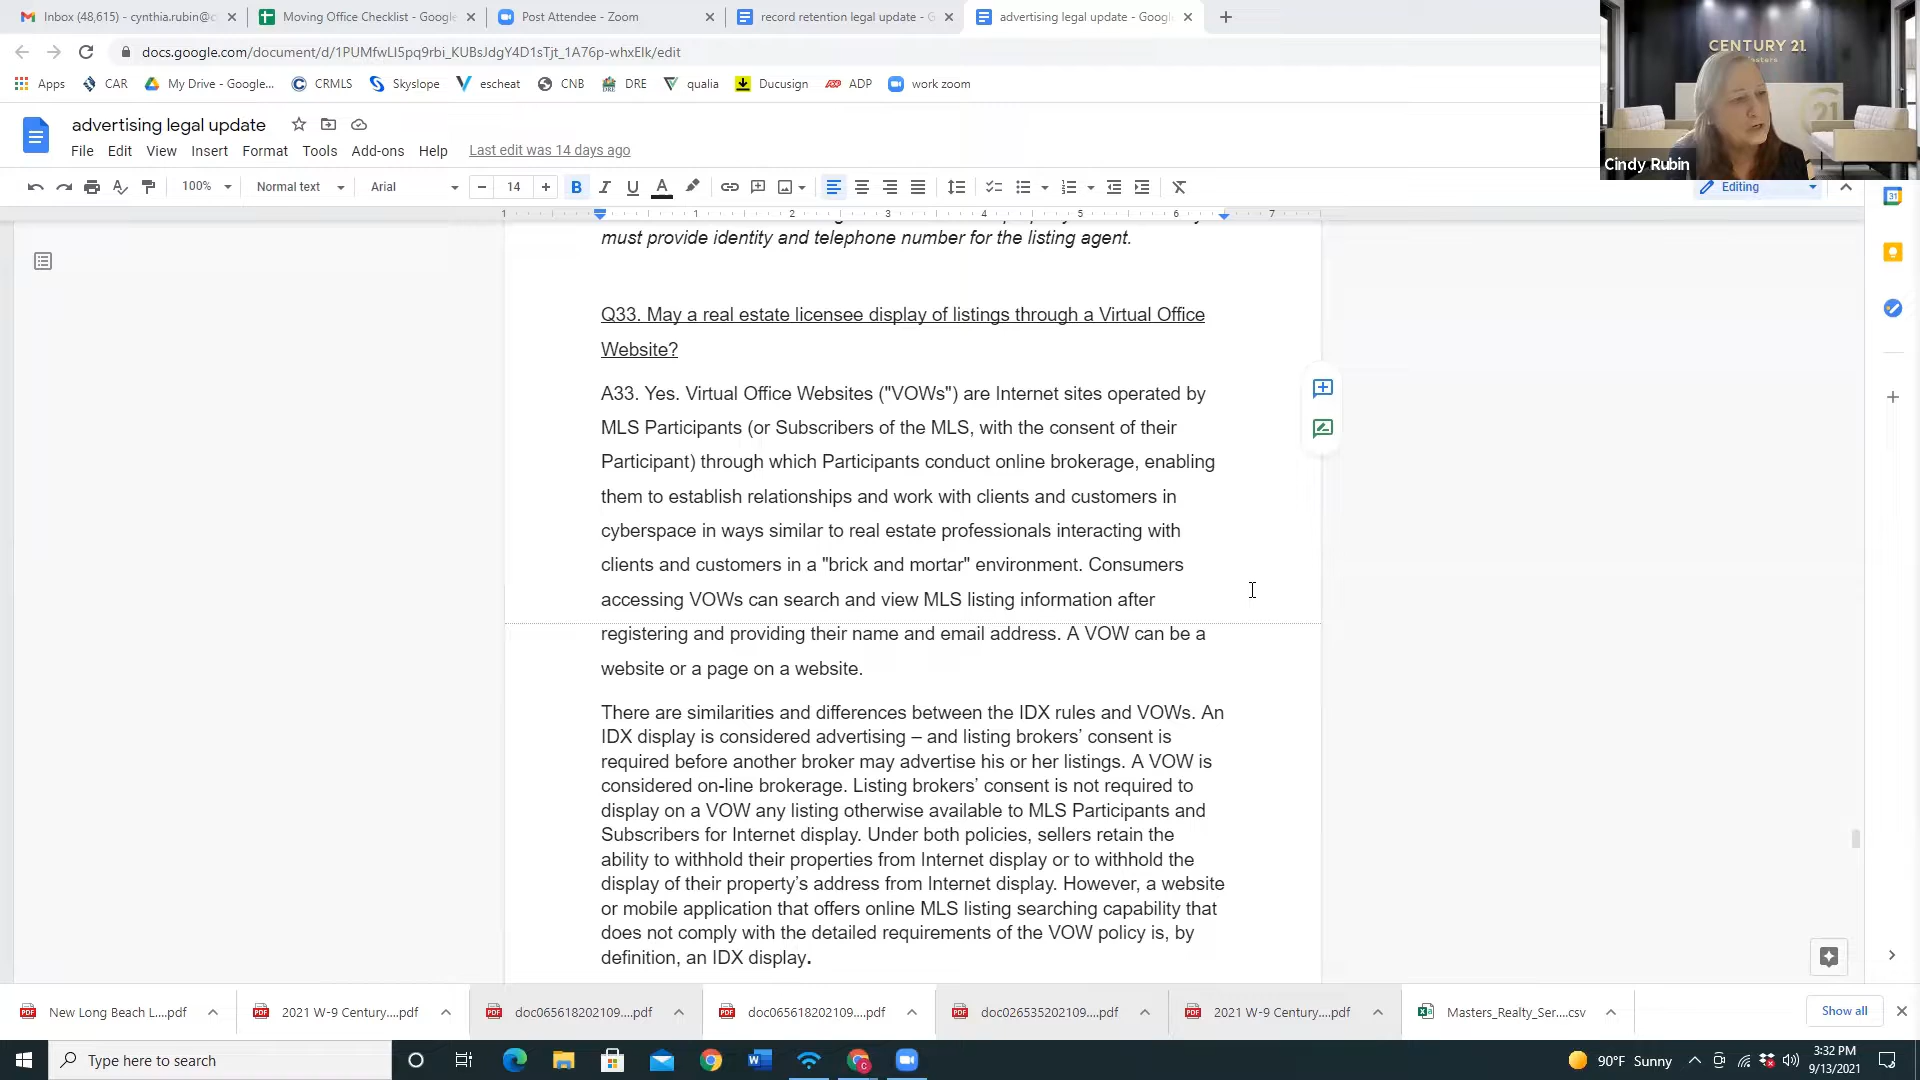 Inbox (48,615) - cynthia.rubin@c
Moving Office Checklist - Google
Post Attendee - Zoom
record retention legal update - G
advertising legal update - Googl
docs.google.com/document/d/1PUMfwLI5pq9rbi_KUBsJdgY4D1sTjt_1A76p-whxElk/edit
Apps CAR My Drive - Google... CRMLS Skyslope escheat CNB DRE qualia Ducusign ADP work zoom
CENTURY 21
Masters
Cindy Rubin
advertising legal update
File Edit View Insert Format Tools Add-ons Help Last edit was 14 days ago
100% Normal text Arial 14 B I U A Editing
1 1 2 3 4 5 6 7
must provide identity and telephone number for the listing agent.
Q33. May a real estate licensee display of listings through a Virtual Office
Website?
A33. Yes. Virtual Office Websites ("VOWs") are Internet sites operated by
MLS Participants (or Subscribers of the MLS, with the consent of their
Participant) through which Participants conduct online brokerage, enabling
them to establish relationships and work with clients and customers in
cyberspace in ways similar to real estate professionals interacting with
clients and customers in a "brick and mortar" environment. Consumers
accessing VOWs can search and view MLS listing information after
registering and providing their name and email address. A VOW can be a
website or a page on a website.
There are similarities and differences between the IDX rules and VOWs. An
IDX display is considered advertising – and listing brokers’ consent is
required before another broker may advertise his or her listings. A VOW is
considered on-line brokerage. Listing brokers’ consent is not required to
display on a VOW any listing otherwise available to MLS Participants and
Subscribers for Internet display. Under both policies, sellers retain the
ability to withhold their properties from Internet display or to withhold the
display of their property’s address from Internet display. However, a website
or mobile application that offers online MLS listing searching capability that
does not comply with the detailed requirements of the VOW policy is, by
definition, an IDX display.
New Long Beach L....pdf
2021 W-9 Century....pdf
doc065618202109....pdf
doc065618202109....pdf
doc026535202109....pdf
2021 W-9 Century....pdf
Masters_Realty_Ser....csv
Show all
Type here to search
90°F Sunny
3:32 PM
9/13/2021